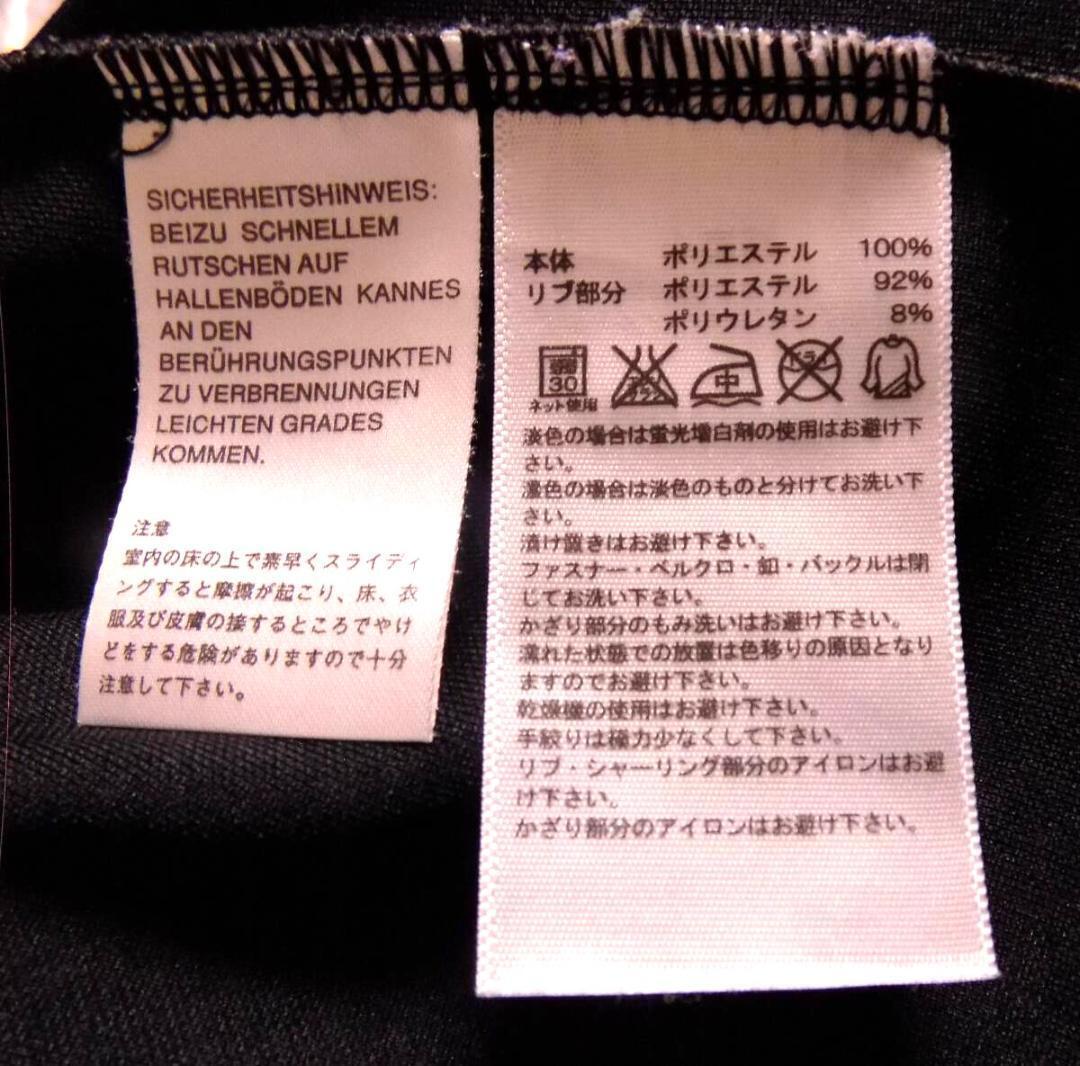 SICHERHEITSHINWEIS:
BEIZU SCHNELLEM
RUTSCHEN AUF
HALLENBÖDEN KANNES
AN DEN
BERÜHRUNGSPUNKTEN
ZU VERBRENNUNGEN
LEICHTEN GRADES
KOMMEN.
注意
室内の床の上で素早くスライディ
ングすると摩擦が起こり、床、衣
服及び皮膚の接するところでやけ
どをする危険がありますので十分
注意して下さい。
本体 ポリエステル 100%
リブ部分 ポリエステル 92%
ポリウレタン 8%
30
ネット使用
中
淡色の場合は蛍光増白剤の使用はお避け下
さい。
濃色の場合は淡色のものと分けてお洗い下
さい。
漬け置きはお避け下さい。
ファスナー・ベルクロ・釦・バックルは閉
じてお洗い下さい。
かざり部分のもみ洗いはお避け下さい。
濡れた状態での放置は色移りの原因となり
ますのでお避け下さい。
乾燥機の使用はお避け下さい。
手絞りは極力少なくして下さい。
リブ・シャーリング部分のアイロンはお避
け下さい。
かざり部分のアイロンはお避け下さい。